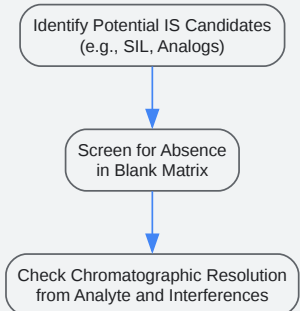 Identify Potential IS Candidates
(e.g., SIL, Analogs)
Screen for Absence
in Blank Matrix
Check Chromatographic Resolution
from Analyte and Interferences